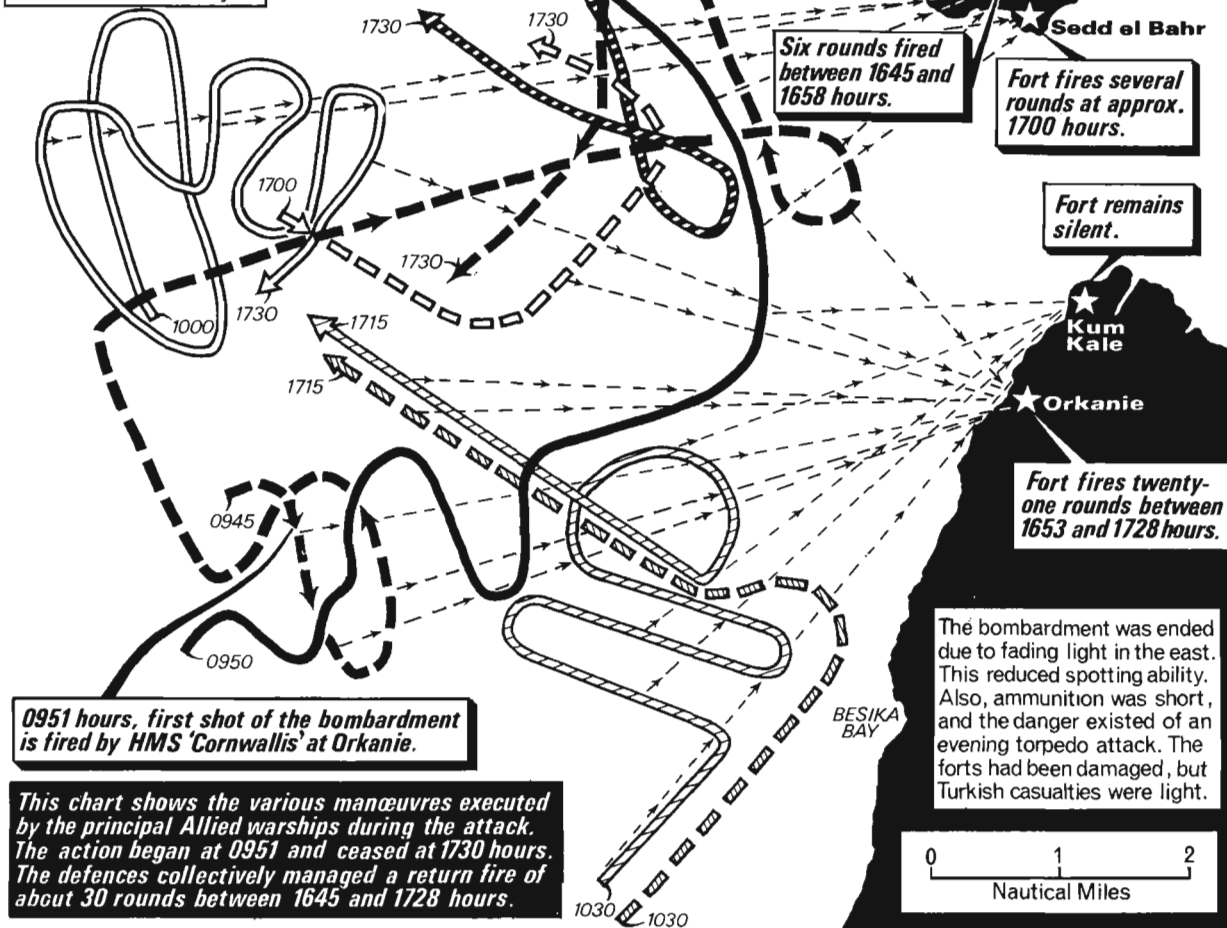 1730
1730
Six rounds fired
between 1645 and
1658 hours.
Sedd el Bahr
Fort fires several
rounds at approx.
1700 hours.
1700
Fort remains
silent.
1730
1000
1730
1715
1715
Kum
Kale
Orkanie
Fort fires twenty-
one rounds between
1653 and 1728 hours.
0945
0950
0951 hours, first shot of the bombardment
is fired by HMS ‘Cornwallis’ at Orkanie.
This chart shows the various manœuvres executed
by the principal Allied warships during the attack.
The action began at 0951 and ceased at 1730 hours.
The defences collectively managed a return fire of
about 30 rounds between 1645 and 1728 hours.
BESIKA
BAY
The bombardment was ended
due to fading light in the east.
This reduced spotting ability.
Also, ammunition was short,
and the danger existed of an
evening torpedo attack. The
forts had been damaged, but
Turkish casualties were light.
0 1 2
Nautical Miles
1030
1030